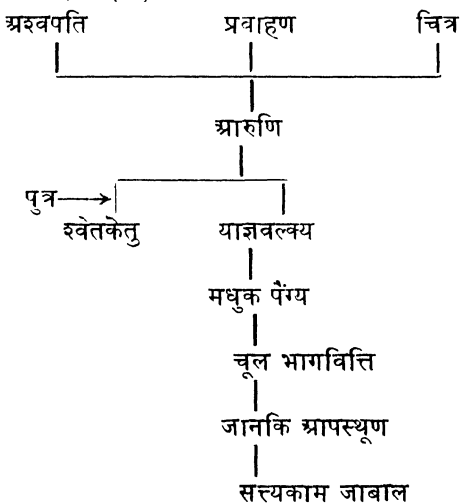 अश्वपति प्रवाहण चित्र
आरुणि
पुत्र
श्वेतकेतु याज्ञवल्क्य
मधुक पैंग्य
चूल भागवित्ति
जानकि आपस्थूण
सत्त्यकाम जाबाल